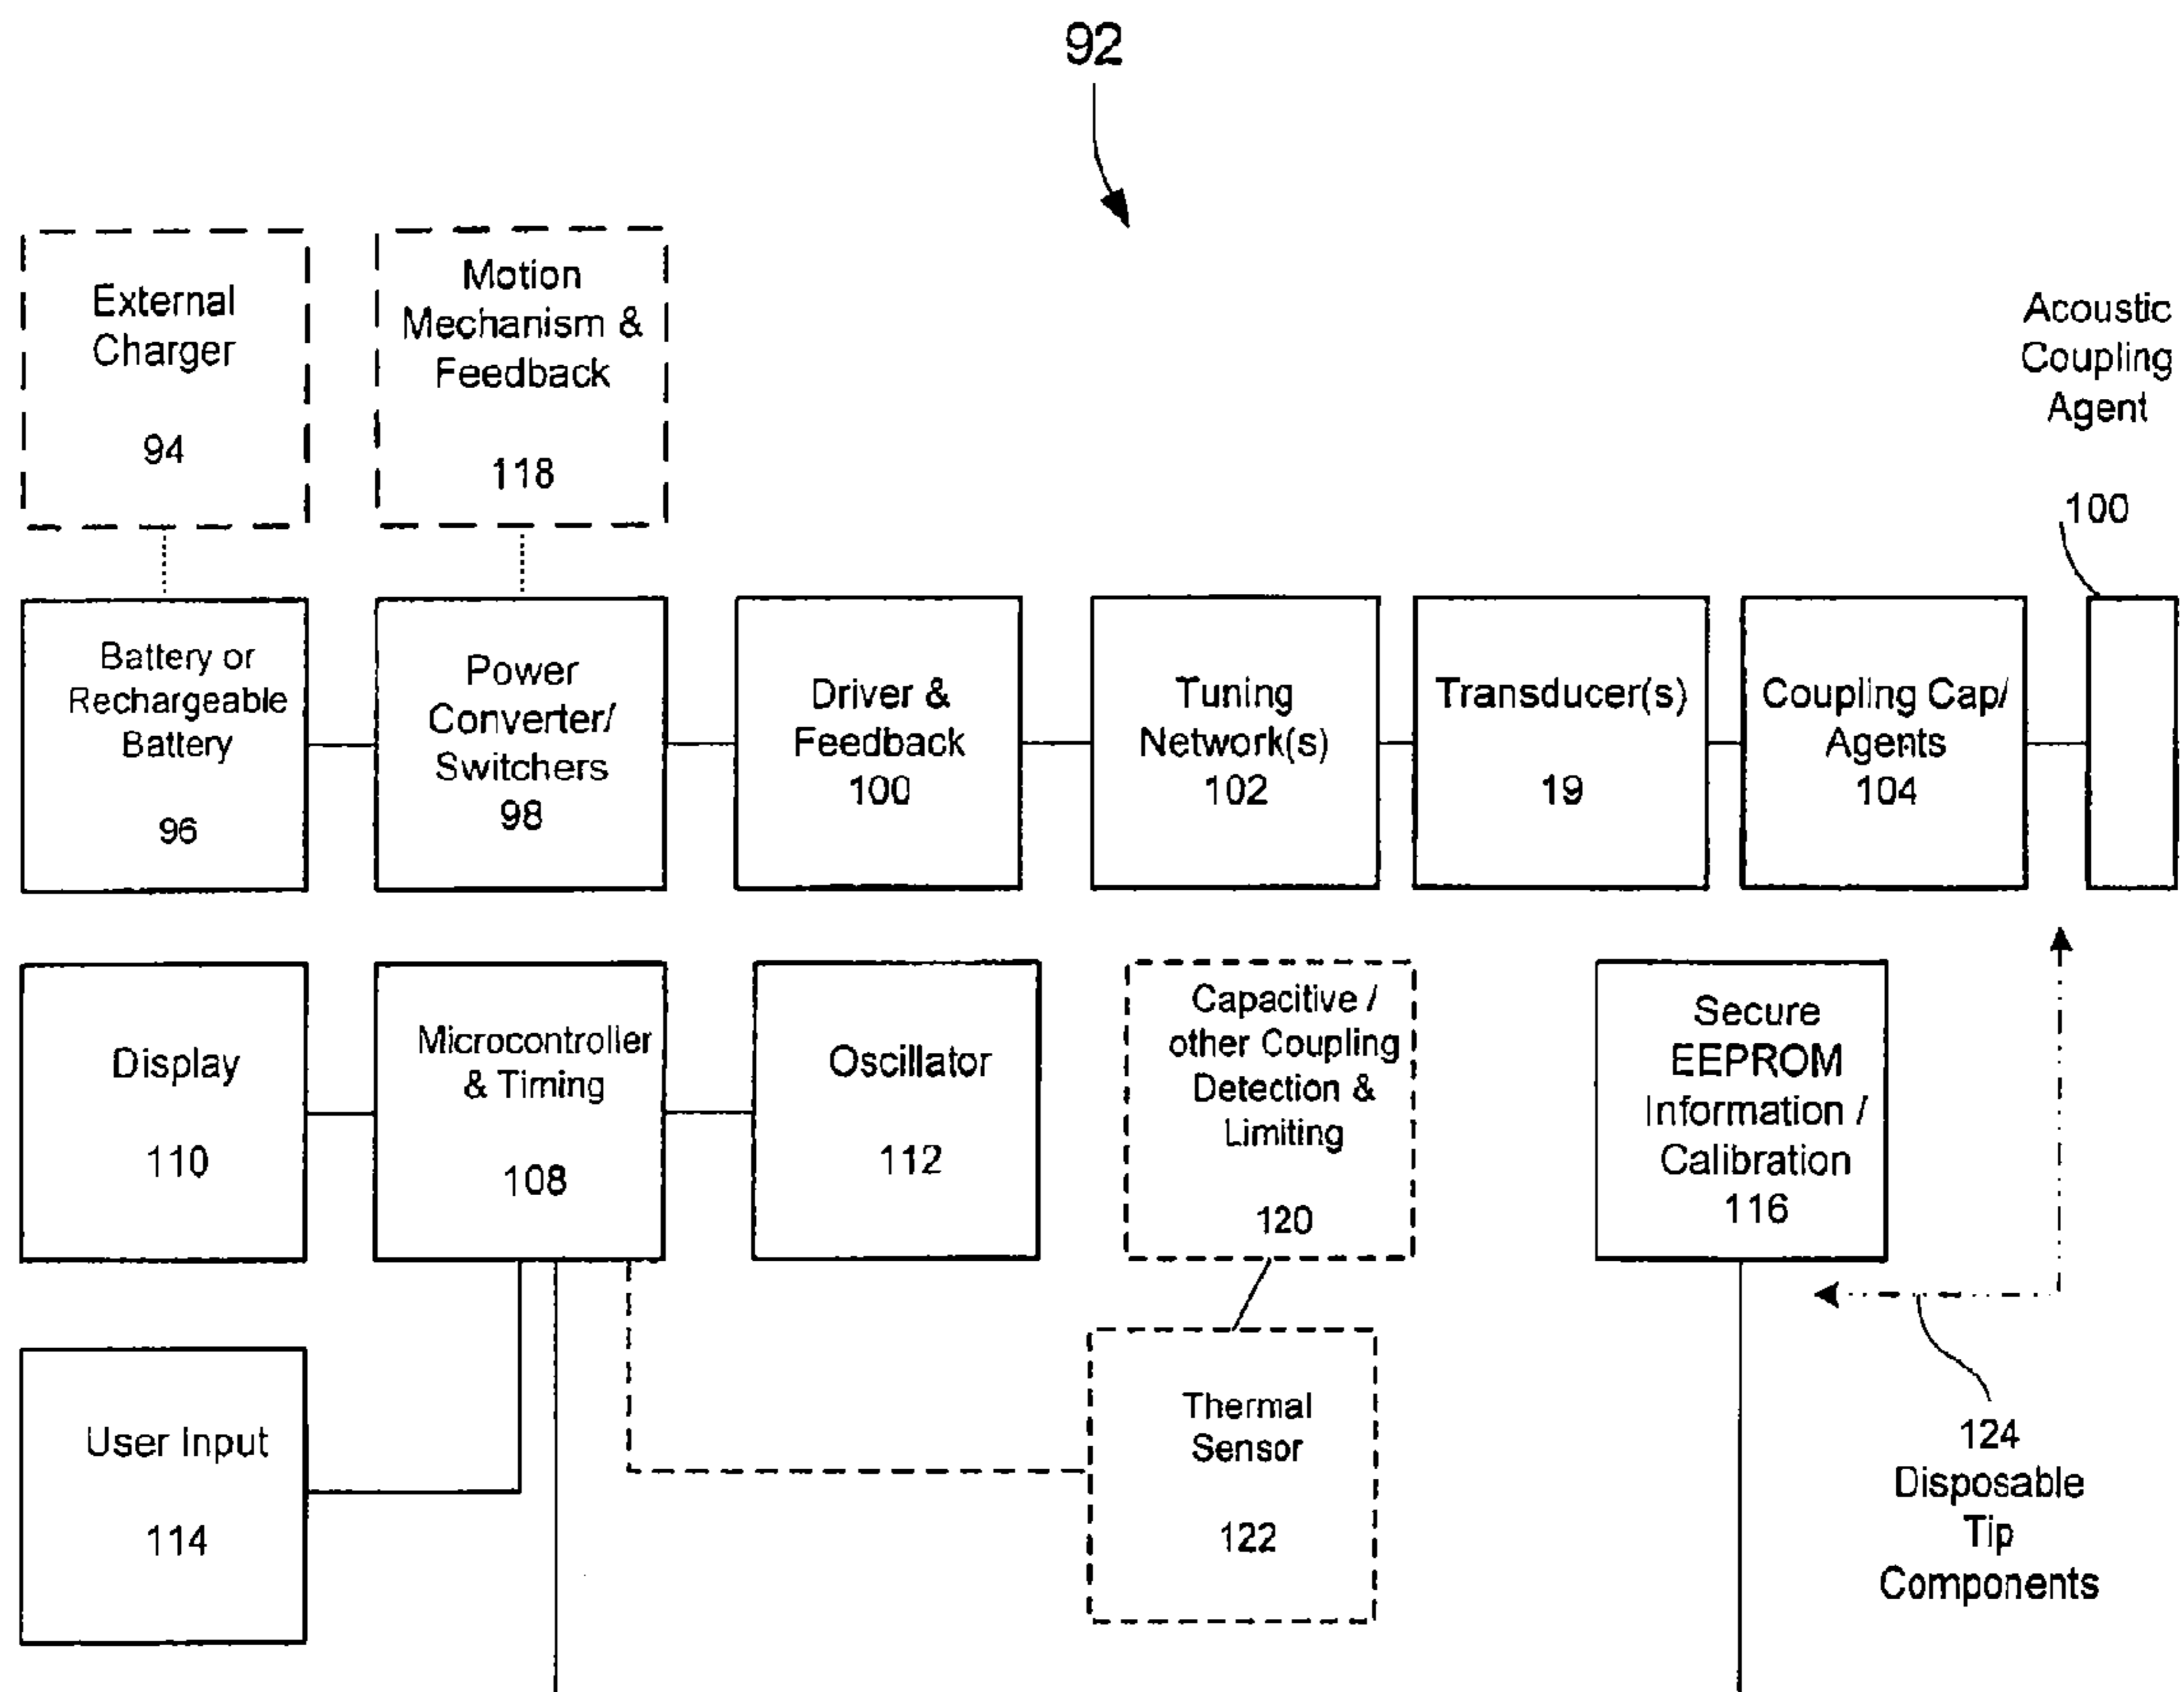 92
External
Charger
94
Motion
Mechanism &
Feedback
118
Acoustic
Coupling
Agent
100
Battery or
Rechargeable
Battery
96
Power
Converter/
Switchers
98
Driver &
Feedback
100
Tuning
Network(s)
102
Transducer(s)
19
Coupling Cap/
Agents
104
Display
110
Microcontroller
& Timing
108
Oscillator
112
Capacitive /
other Coupling
Detection &
Limiting
120
Secure
EEPROM
Information /
Calibration
116
User Input
114
Thermal
Sensor
122
124
Disposable
Tip
Components